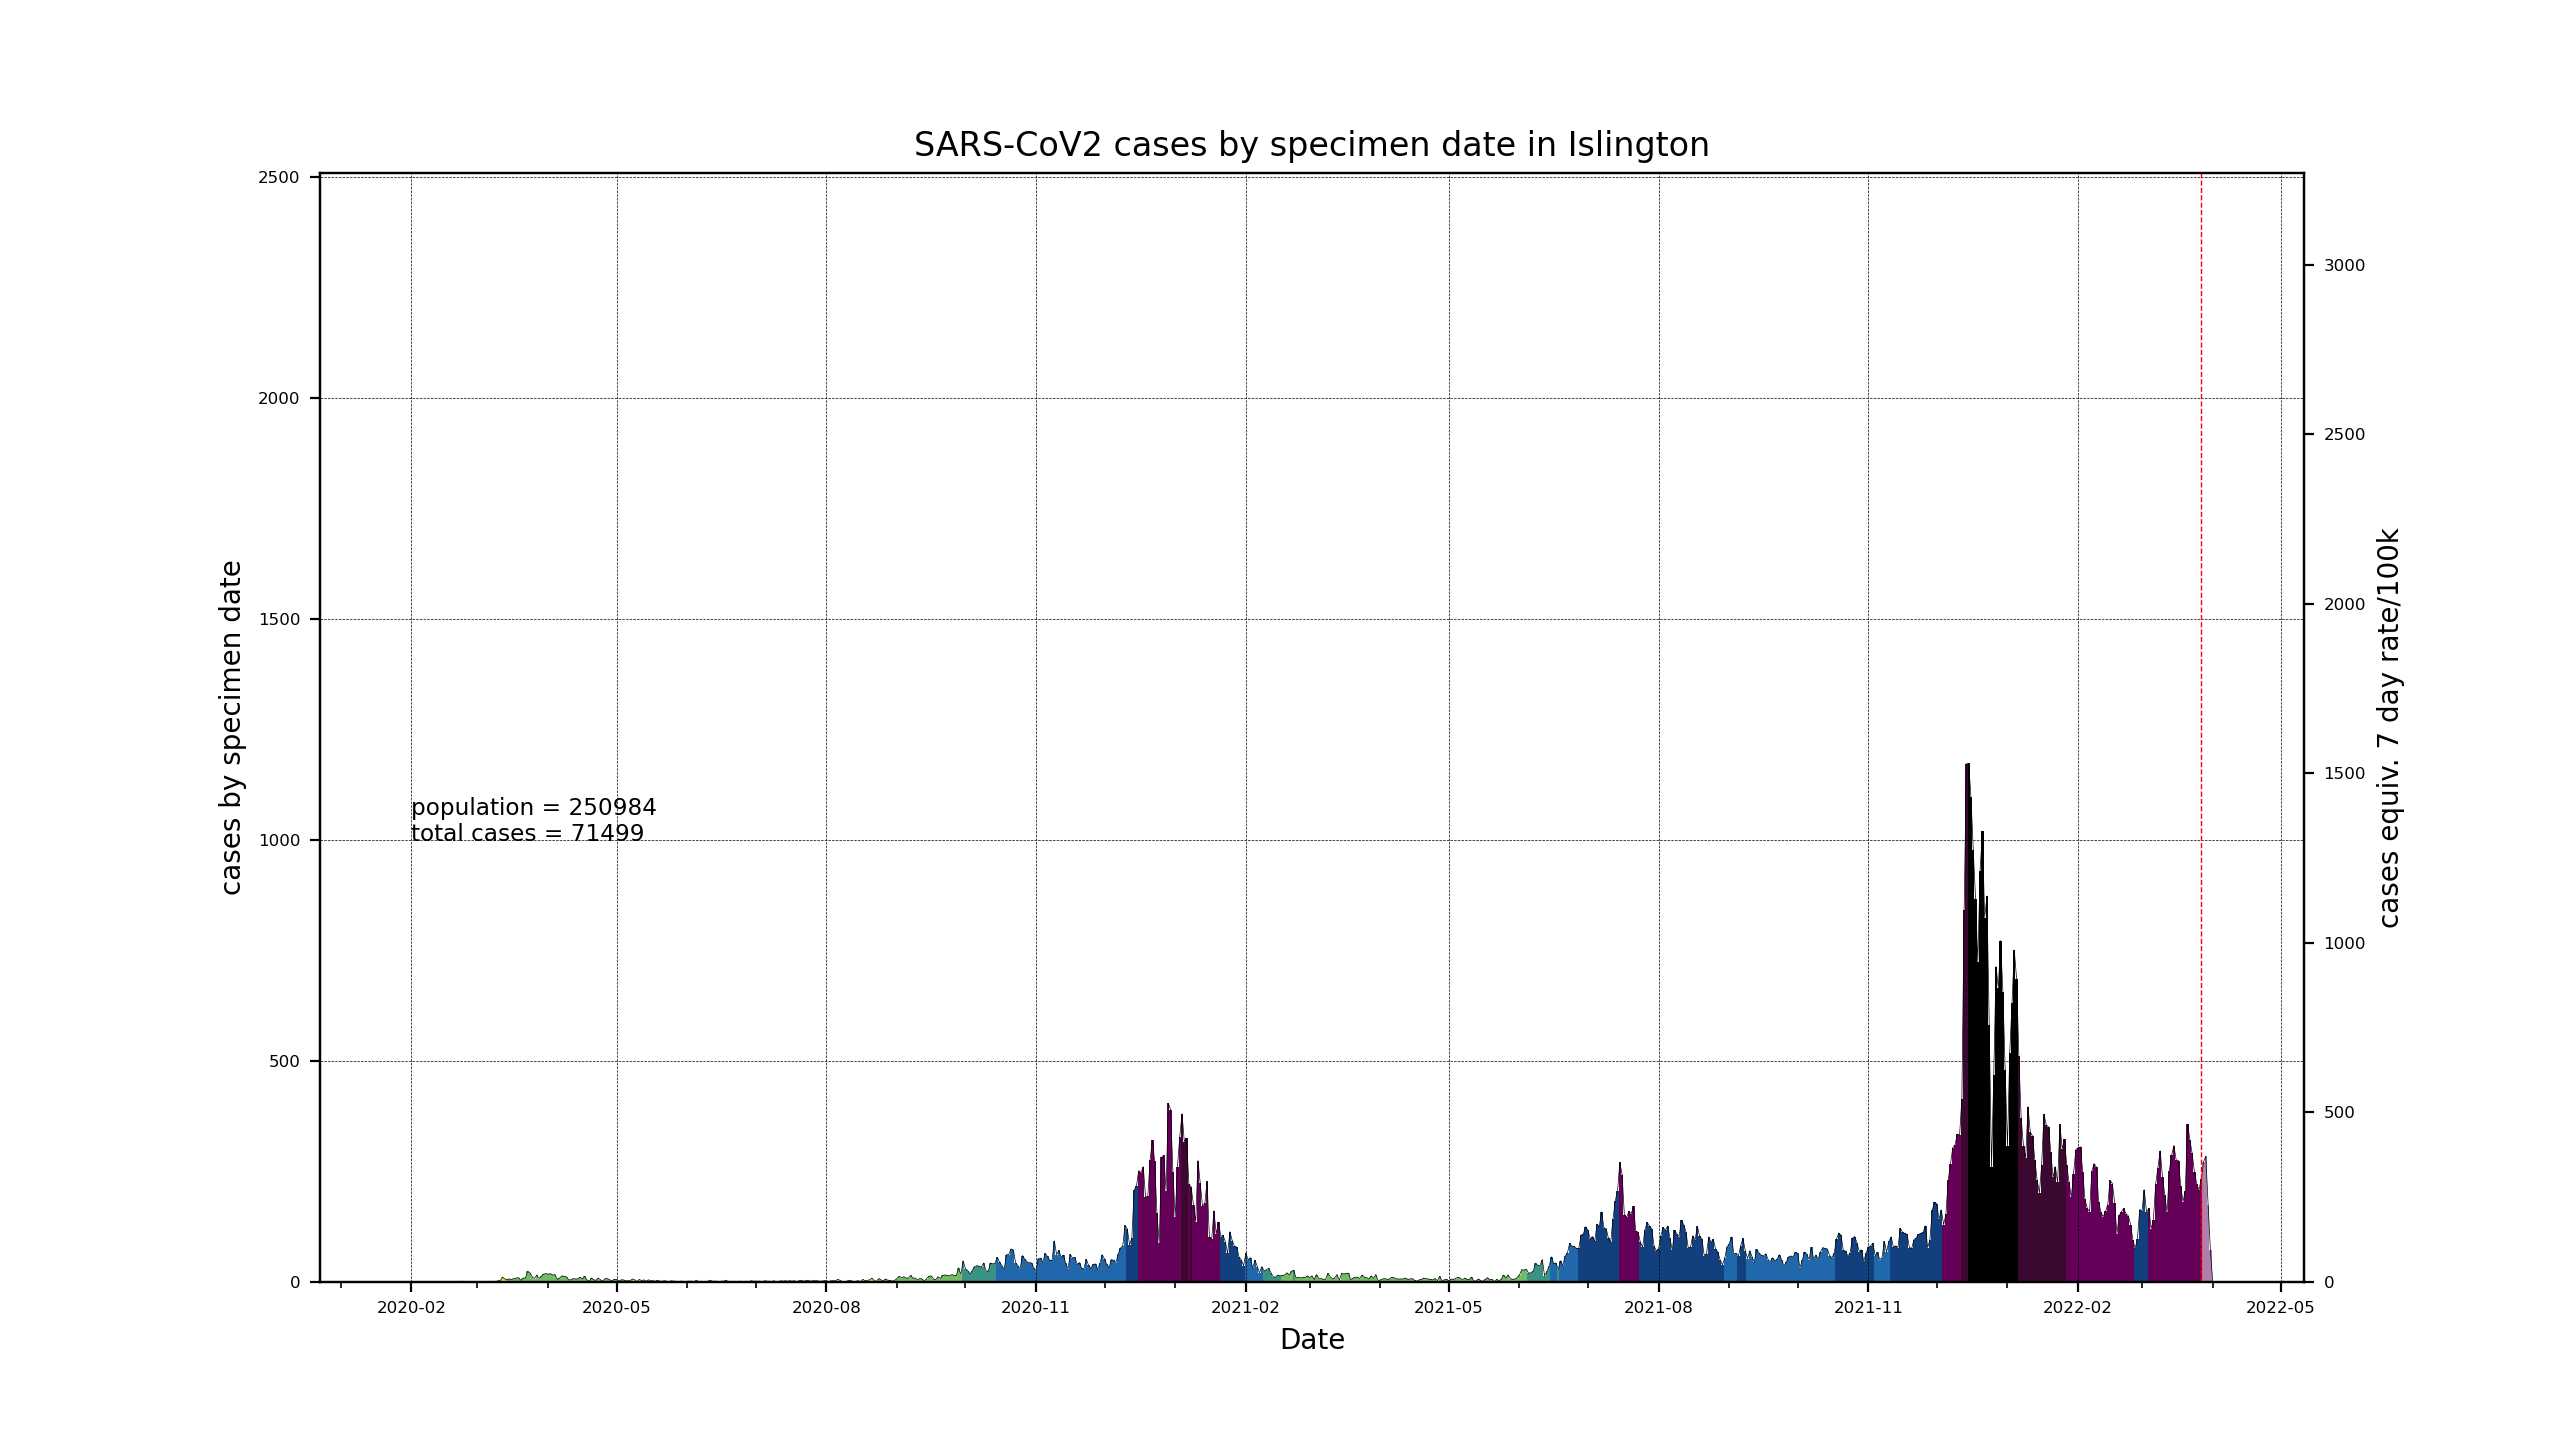 SARS-CoV2 cases by specimen date in Islington
cases by specimen date
2500
2000
1500
1000
500
0
population = 250984
total cases = 71499
3000
2500
2000
1500
1000
500
0
cases equiv. 7 day rate/100k
2020-02 2020-05 2020-08 2020-11 2021-02 2021-05 2021-08 2021-11 2022-02 2022-05
Date